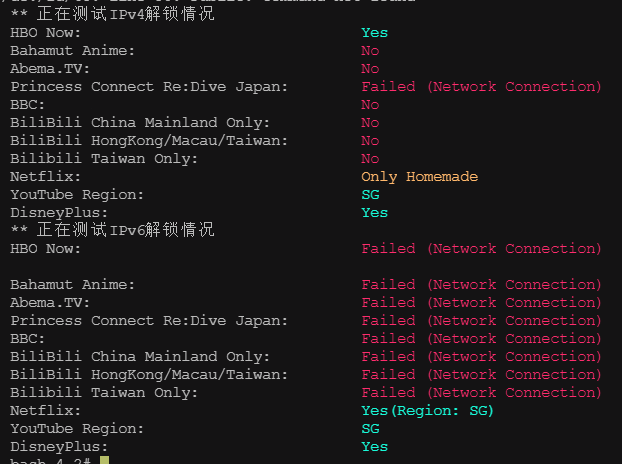 ** 正在测试IPv4解锁情况
HBO Now: Yes
Bahamut Anime: No
Abema.TV: No
Princess Connect Re:Dive Japan: Failed (Network Connection)
BBC: No
BiliBili China Mainland Only: No
BiliBili HongKong/Macau/Taiwan: No
Bilibili Taiwan Only: No
Netflix: Only Homemade
YouTube Region: SG
DisneyPlus: Yes
** 正在测试IPv6解锁情况
HBO Now: Failed (Network Connection)
Bahamut Anime: Failed (Network Connection)
Abema.TV: Failed (Network Connection)
Princess Connect Re:Dive Japan: Failed (Network Connection)
BBC: Failed (Network Connection)
BiliBili China Mainland Only: Failed (Network Connection)
BiliBili HongKong/Macau/Taiwan: Failed (Network Connection)
Bilibili Taiwan Only: Failed (Network Connection)
Netflix: Yes(Region: SG)
YouTube Region: SG
DisneyPlus: Yes
bash-4.2#